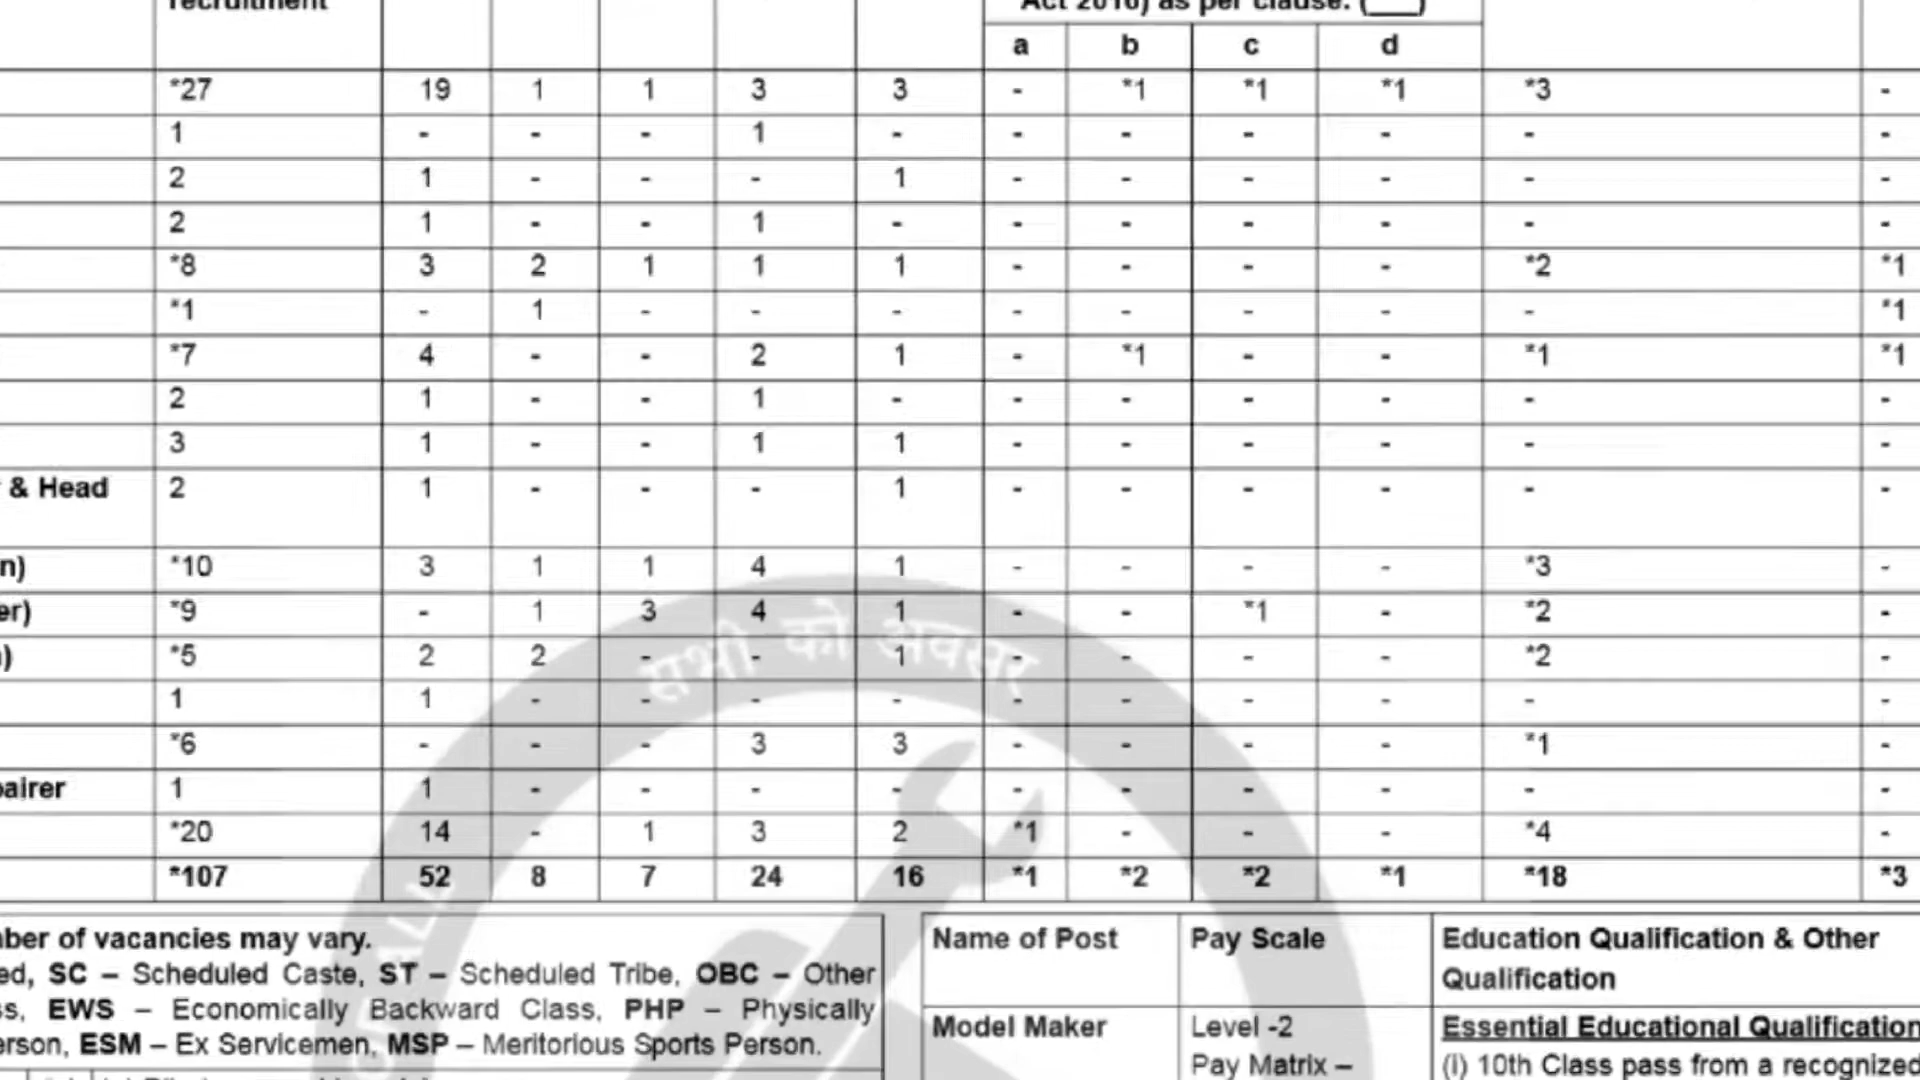 recruitment
Act 2016) as per clause. (___)
a b c d
*27 19 1 1 3 3 - *1 *1 *1 *3 -
1 - - - 1 - - - - - - -
2 1 - - - 1 - - - - - -
2 1 - - 1 - - - - - - -
*8 3 2 1 1 1 - - - - *2 *1
*1 - 1 - - - - - - - - *1
*7 4 - - 2 1 - *1 - - *1 *1
2 1 - - 1 - - - - - - -
3 1 - - 1 1 - - - - - -
& Head 2 1 - - - 1 - - - - - -
n) *10 3 1 1 4 1 - - - - *3 -
er) *9 - 1 3 4 1 - - *1 - *2 -
) *5 2 2 - - 1 - - - - *2 -
1 1 - - - - - - - - - -
*6 - - - 3 3 - - - - *1 -
pairer 1 1 - - - - - - - - - -
*20 14 - 1 3 2 *1 - - - *4 -
*107 52 8 7 24 16 *1 *2 *2 *1 *18 *3
सभी को अवसर
ber of vacancies may vary.
ed, SC – Scheduled Caste, ST – Scheduled Tribe, OBC – Other
ss, EWS – Economically Backward Class, PHP – Physically
erson, ESM – Ex Servicemen, MSP – Meritorious Sports Person.
Name of Post Pay Scale Education Qualification & Other
Qualification
Model Maker Level -2 Essential Educational Qualification
Pay Matrix – (i) 10th Class pass from a recognized